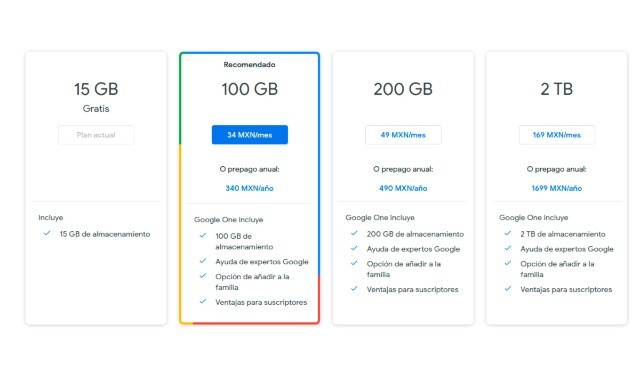 15 GB
Gratis
Plan actual
Incluye
15 GB de almacenamiento
Recomendado
100 GB
34 MXN/mes
O prepago anual:
340 MXN/año
Google One incluye
100 GB de
almacenamiento
Ayuda de expertos Google
Opción de añadir a la
familia
Ventajas para suscriptores
200 GB
49 MXN/mes
O prepago anual:
490 MXN/año
Google One incluye
200 GB de almacenamiento
Ayuda de expertos Google
Opción de añadir a la
familia
Ventajas para suscriptores
2 TB
169 MXN/mes
O prepago anual:
1699 MXN/año
Google One incluye
2 TB de almacenamiento
Ayuda de expertos Google
Opción de añadir a la
familia
Ventajas para suscriptores